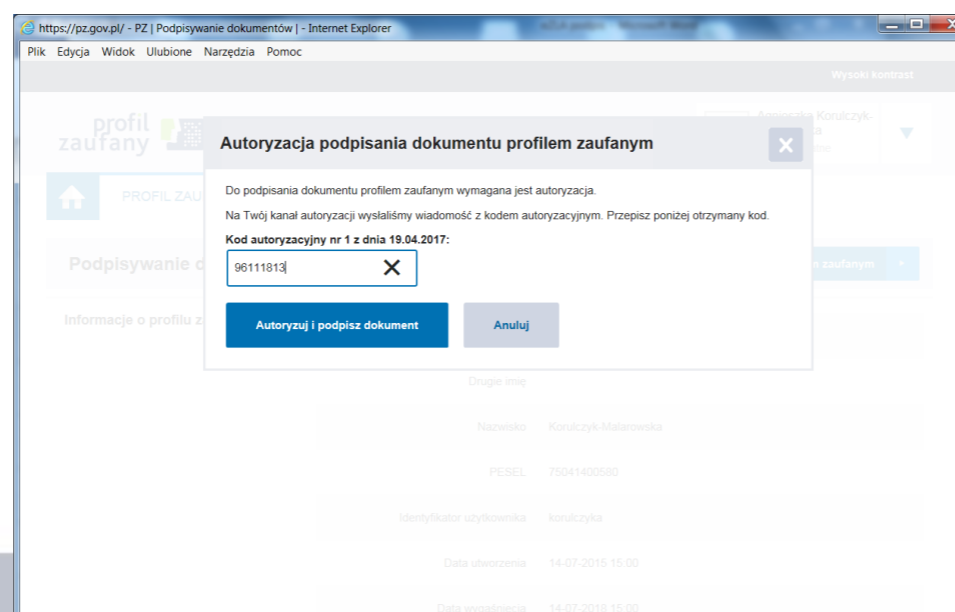 https://pz.gov.pl/ - PZ | Podpisywanie dokumentów | - Internet Explorer
Plik Edycja Widok Ulubione Narzędzia Pomoc
Wysoki kontrast
profil
zaufany
Korulczyk-
PROFIL ZAU
Autoryzacja podpisania dokumentu profilem zaufanym
Do podpisania dokumentu profilem zaufanym wymagana jest autoryzacja.
Na Twój kanał autoryzacji wysłaliśmy wiadomość z kodem autoryzacyjnym. Przepisz poniżej otrzymany kod.
Kod autoryzacyjny nr 1 z dnia 19.04.2017:
96111813
Autoryzuj i podpisz dokument Anuluj
Podpisywanie d
zaufanym
Informacje o profilu z
Drugie imię
Nazwisko Korulczyk-Malarowska
PESEL 75041400580
Identyfikator użytkownika korulczyka
Data utworzenia 14-07-2015 15:00
Data wygaśnięcia 14-07-2018 15:00